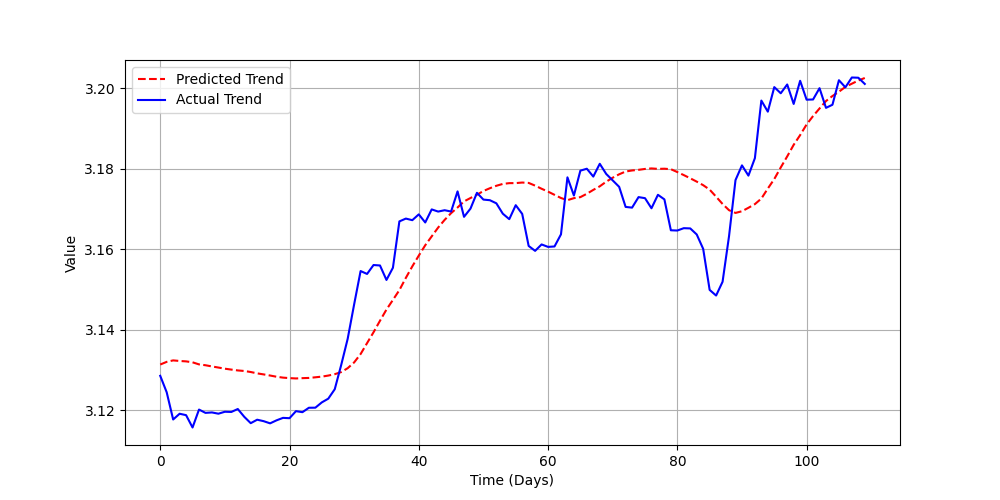 Predicted Trend
Actual Trend
3.20
3.18
3.16
3.14
3.12
Value
0 20 40 60 80 100
Time (Days)